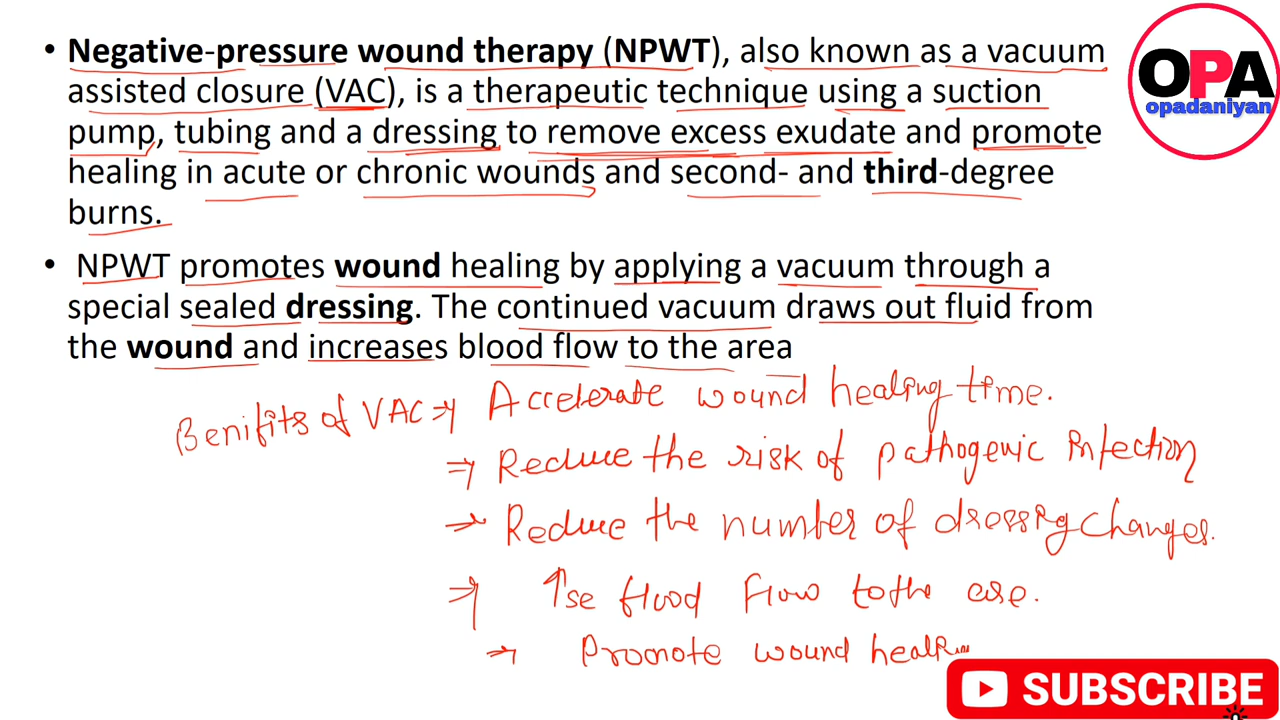 • Negative-pressure wound therapy (NPWT), also known as a vacuum
assisted closure (VAC), is a therapeutic technique using a suction
pump, tubing and a dressing to remove excess exudate and promote
healing in acute or chronic wounds and second- and third-degree
burns.
• NPWT promotes wound healing by applying a vacuum through a
special sealed dressing. The continued vacuum draws out fluid from
the wound and increases blood flow to the area
OPA
opadaniyan
Benifits of VAC ⇒ Accelerate wound healing time.
⇒ Reduce the risk of pathogenic infection
→ Reduce the number of dressing changes.
⇒ ↑se flood flow to the
→ Promote wound
SUBSCRIBE